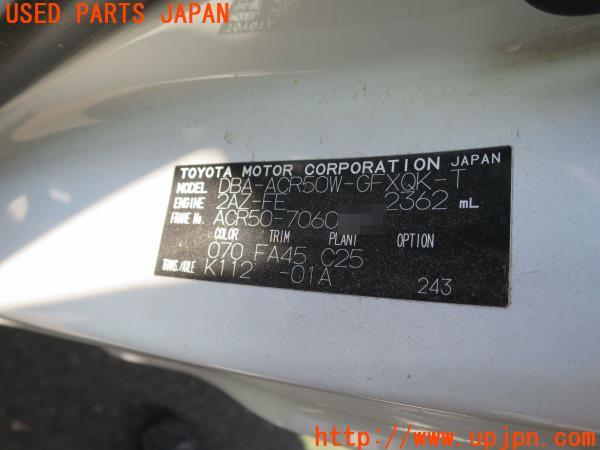 USED PARTS JAPAN
TOYOTA MOTOR CORPORATION JAPAN
MODEL DBA-ACR50W-GFXQK-T
ENGINE 2AZ-FE 2362 mL
FRAME No. ACR50-7060
COLOR TRIM PLANT OPTION
070 FA45 C25
TRANS./AXLE K112 -01A 243
UPJ
http://www.upjpn.com